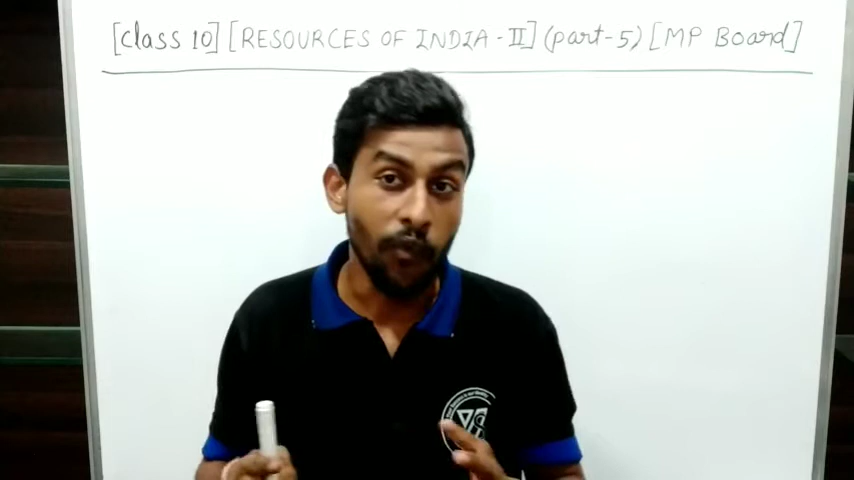 [Class 10] [RESOURCES OF INDIA - II] (part-5) [MP Board]